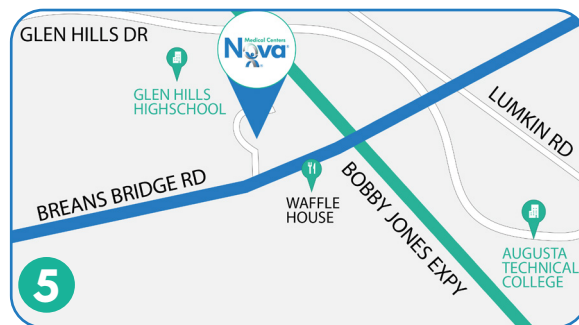 GLEN HILLS DR
Medical Centers
Nova
GLEN HILLS
HIGHSCHOOL
LUMKIN RD
BREANS BRIDGE RD
WAFFLE
HOUSE
BOBBY JONES EXPY
AUGUSTA
TECHNICAL
COLLEGE
5